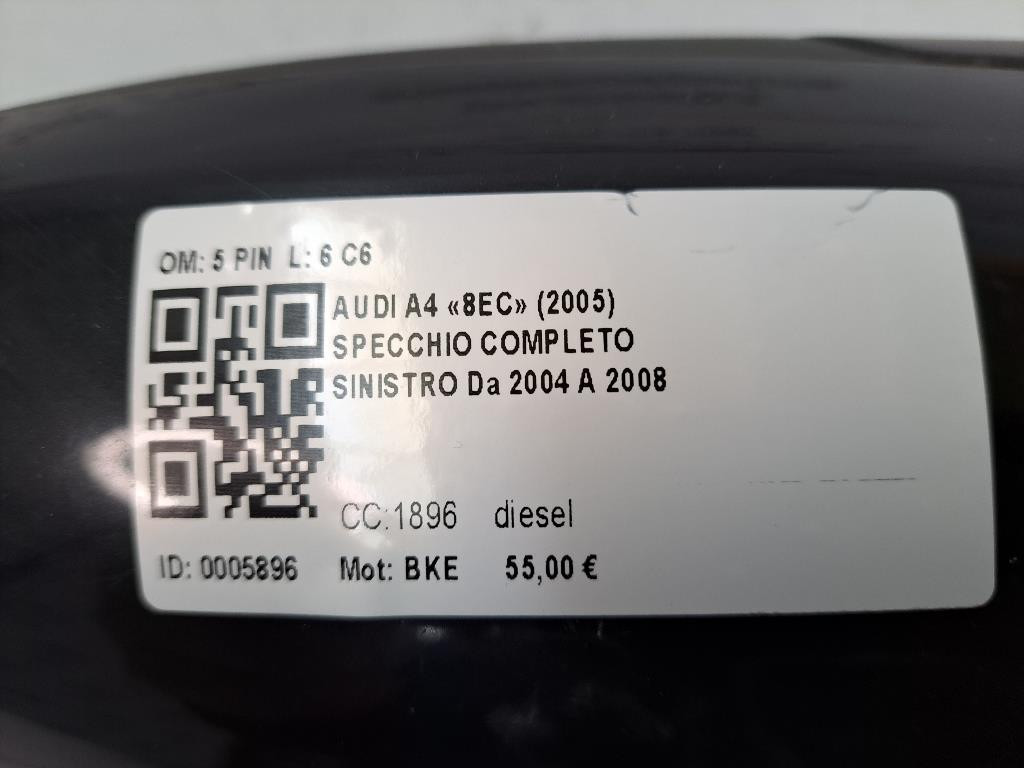 OM: 5 PIN L: 6 C6
AUDI A4 «8EC» (2005)
SPECCHIO COMPLETO
SINISTRO Da 2004 A 2008
CC:1896 diesel
ID: 0005896 Mot: BKE 55,00 €